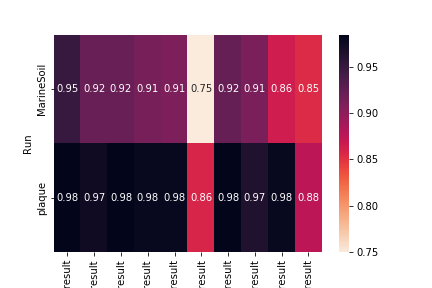 Run
MarineSoil
0.95 0.92 0.92 0.91 0.91 0.75 0.92 0.91 0.86 0.85
plaque
0.98 0.97 0.98 0.98 0.98 0.86 0.98 0.97 0.98 0.88
result result result result result result result result result result
0.95
0.90
0.85
0.80
0.75